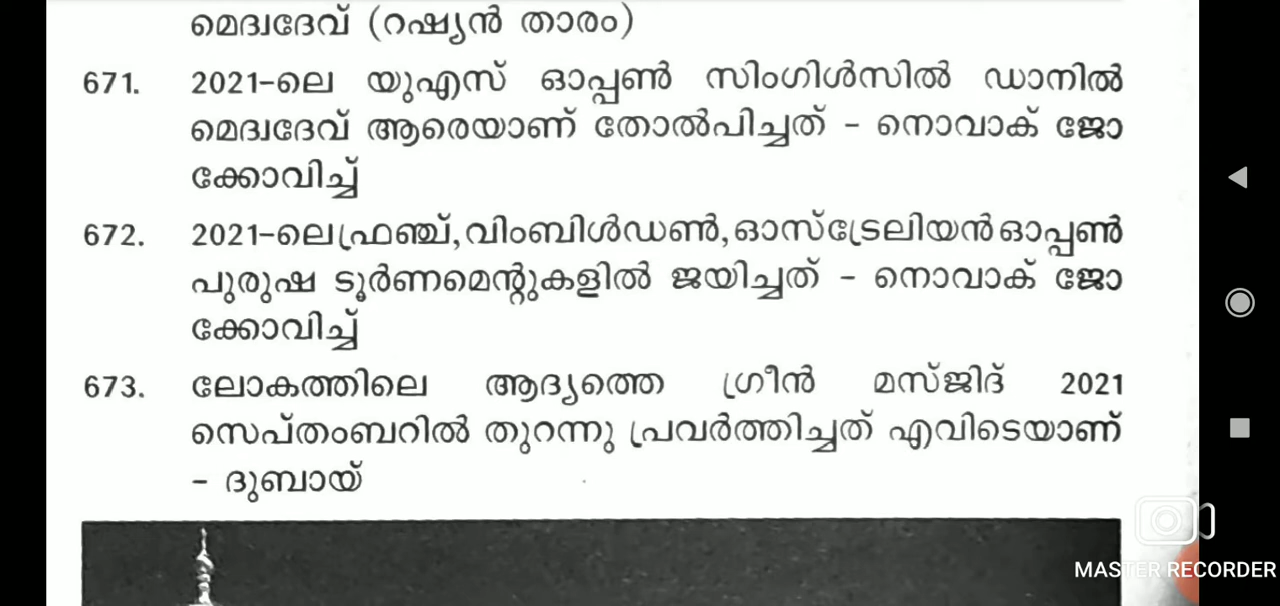 മെദ്വദേവ് (റഷ്യൻ താരം)
671. 2021-ലെ യുഎസ് ഓപ്പൺ സിംഗിൾസിൽ ഡാനിൽ
മെദ്വദേവ് ആരെയാണ് തോൽപിച്ചത് - നൊവാക് ജോ
ക്കോവിച്ച്
672. 2021-ലെ ഫ്രഞ്ച്, വിംബിൾഡൺ, ഓസ്ട്രേലിയൻ ഓപ്പൺ
പുരുഷ ടൂർണമെന്റുകളിൽ ജയിച്ചത് - നൊവാക് ജോ
ക്കോവിച്ച്
673. ലോകത്തിലെ ആദ്യത്തെ ഗ്രീൻ മസ്ജിദ് 2021
സെപ്തംബറിൽ തുറന്നു പ്രവർത്തിച്ചത് എവിടെയാണ്
- ദുബായ്
MASTER RECORDER